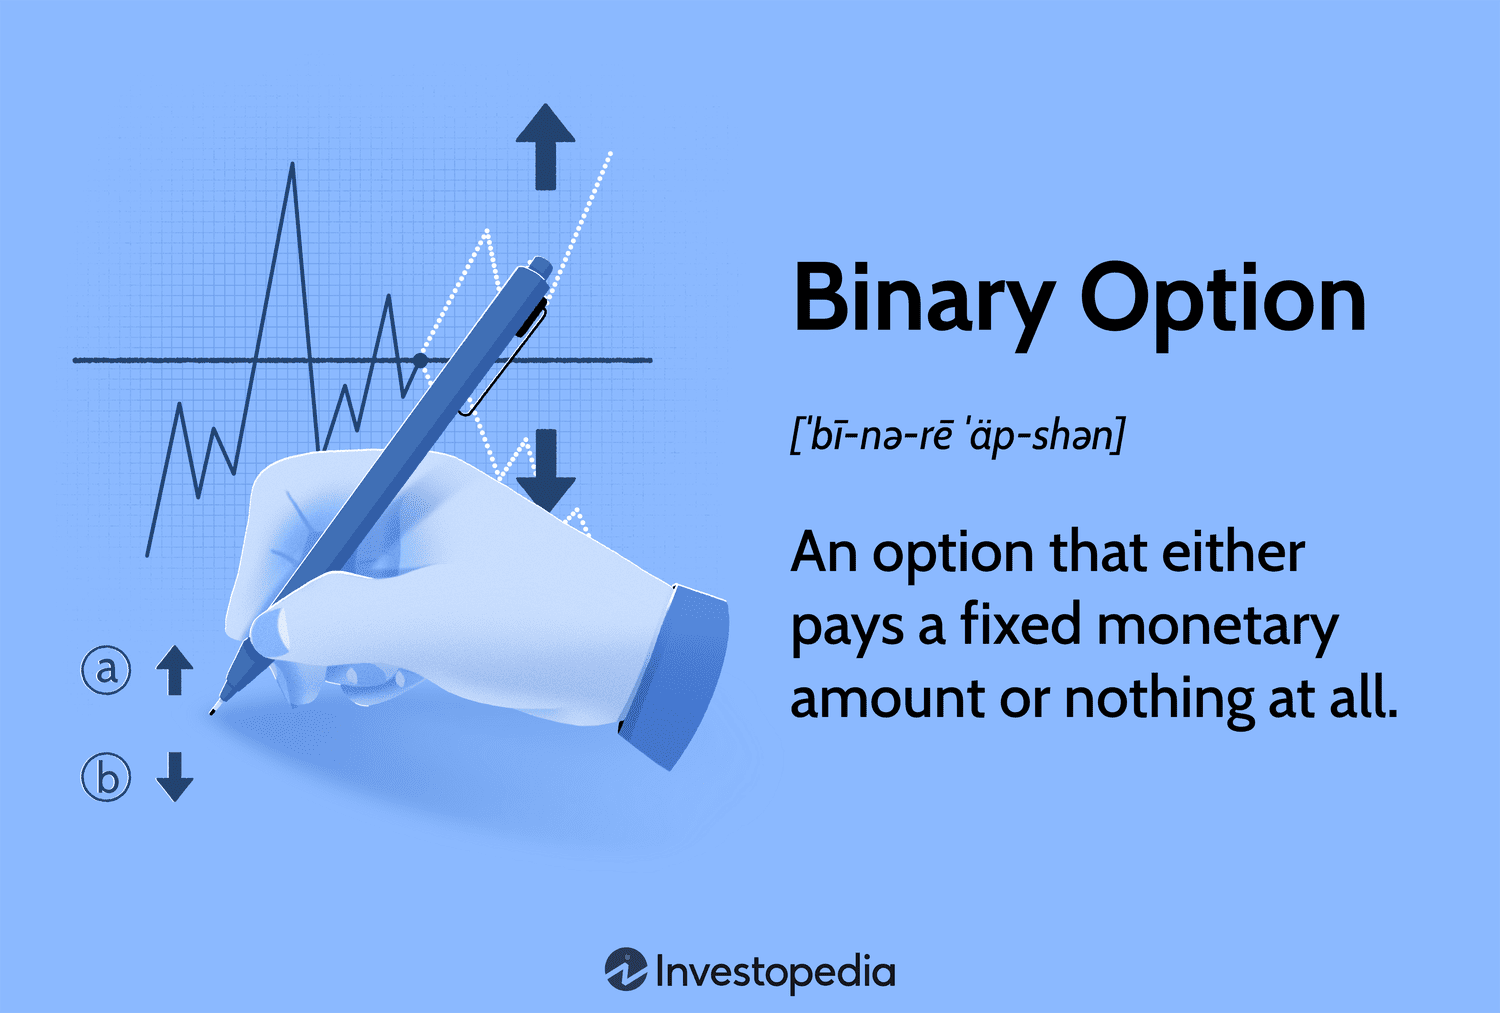 Binary Option
[ˈbī-nə-rē ˈäp-shən]
An option that either
pays a fixed monetary
amount or nothing at all.
a
b
Investopedia